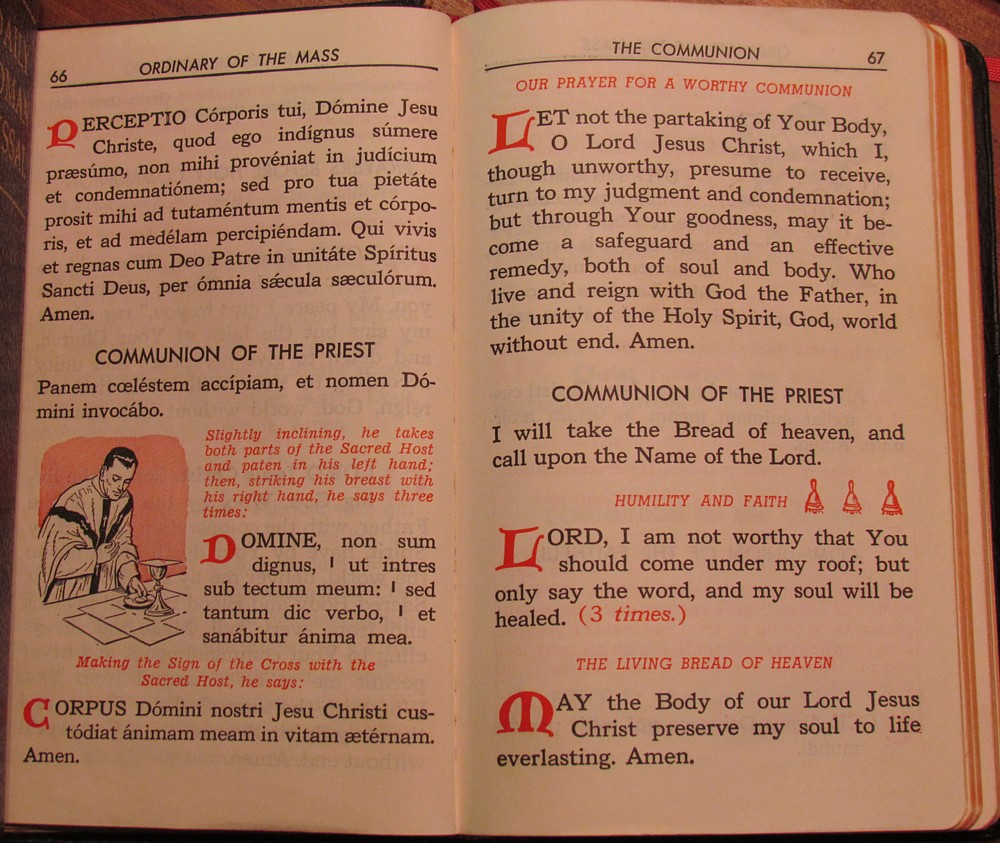 66 ORDINARY OF THE MASS
PERCEPTIO Córporis tui, Dómine Jesu
Christe, quod ego indígnus súmere
præsúmo, non mihi provéniat in judícium
et condemnatiónem; sed pro tua pietáte
prosit mihi ad tutaméntum mentis et córpo-
ris, et ad medélam percipiéndam. Qui vivis
et regnas cum Deo Patre in unitáte Spíritus
Sancti Deus, per ómnia sǽcula sæculórum.
Amen.
COMMUNION OF THE PRIEST
Panem cœléstem accípiam, et nomen Dó-
mini invocábo.
Slightly inclining, he takes
both parts of the Sacred Host
and paten in his left hand;
then, striking his breast with
his right hand, he says three
times:
DOMINE, non sum
dignus, ꞌ ut intres
sub tectum meum: ꞌ sed
tantum dic verbo, ꞌ et
sanábitur ánima mea.
Making the Sign of the Cross with the
Sacred Host, he says:
CORPUS Dómini nostri Jesu Christi cus-
tódiat ánimam meam in vitam ætérnam.
Amen.
THE COMMUNION 67
OUR PRAYER FOR A WORTHY COMMUNION
LET not the partaking of Your Body,
O Lord Jesus Christ, which I,
though unworthy, presume to receive,
turn to my judgment and condemnation;
but through Your goodness, may it be-
come a safeguard and an effective
remedy, both of soul and body. Who
live and reign with God the Father, in
the unity of the Holy Spirit, God, world
without end. Amen.
COMMUNION OF THE PRIEST
I will take the Bread of heaven, and
call upon the Name of the Lord.
HUMILITY AND FAITH
LORD, I am not worthy that You
should come under my roof; but
only say the word, and my soul will be
healed. (3 times.)
THE LIVING BREAD OF HEAVEN
MAY the Body of our Lord Jesus
Christ preserve my soul to life
everlasting. Amen.